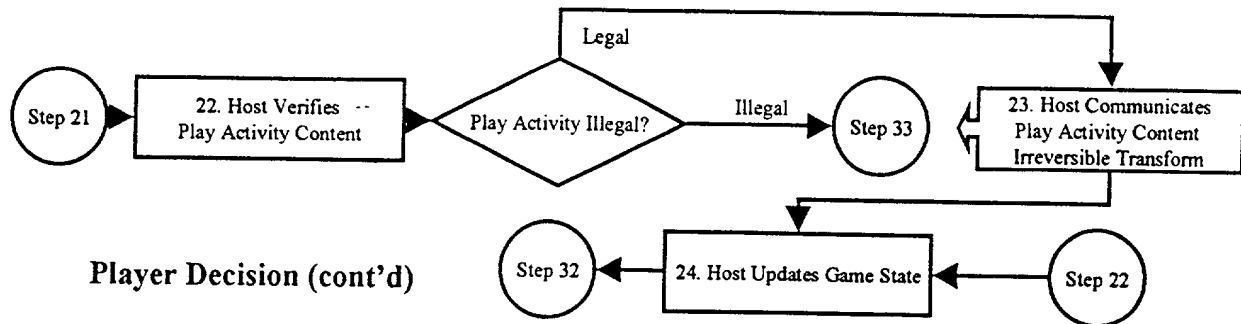 Legal
Step 21
22. Host Verifies
Play Activity Content
Play Activity Illegal?
Illegal
Step 33
23. Host Communicates
Play Activity Content
Irreversible Transform
Player Decision (cont'd)
Step 32
24. Host Updates Game State
Step 22